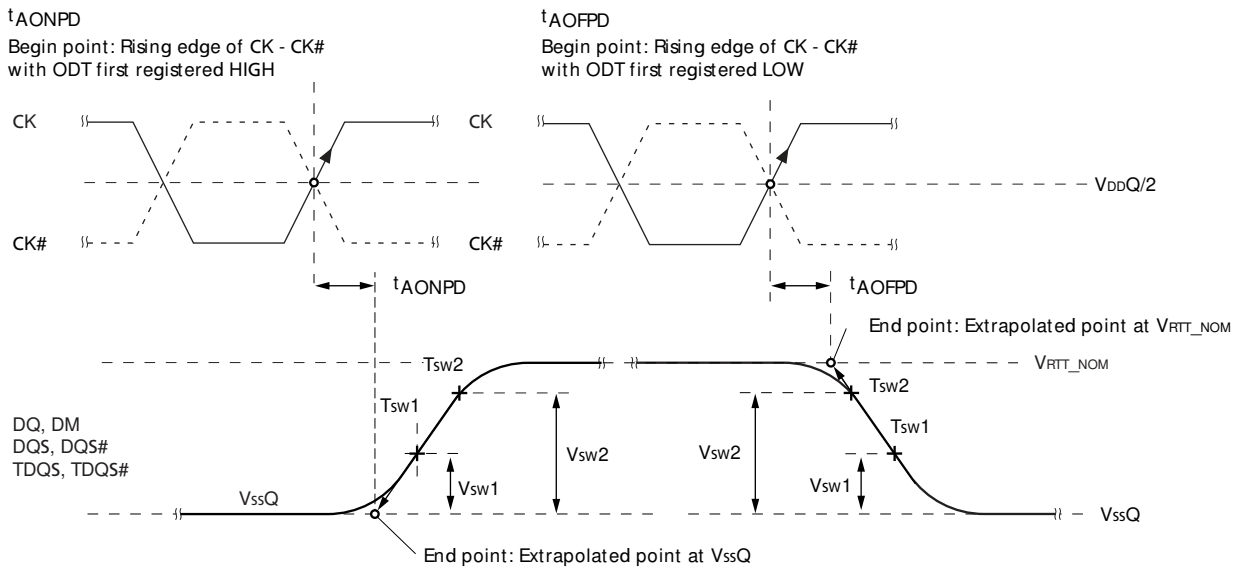 tAONPD
Begin point: Rising edge of CK - CK#
with ODT first registered HIGH
tAOFPD
Begin point: Rising edge of CK - CK#
with ODT first registered LOW
CK
CK
VDDQ/2
CK#
CK#
tAONPD
tAOFPD
End point: Extrapolated point at VRTT_NOM
VRTT_NOM
TSW2
TSW2
TSW1
TSW1
DQ, DM
DQS, DQS#
TDQS, TDQS#
VSW2
VSW2
VSW1
VSW1
VssQ
VssQ
End point: Extrapolated point at VssQ